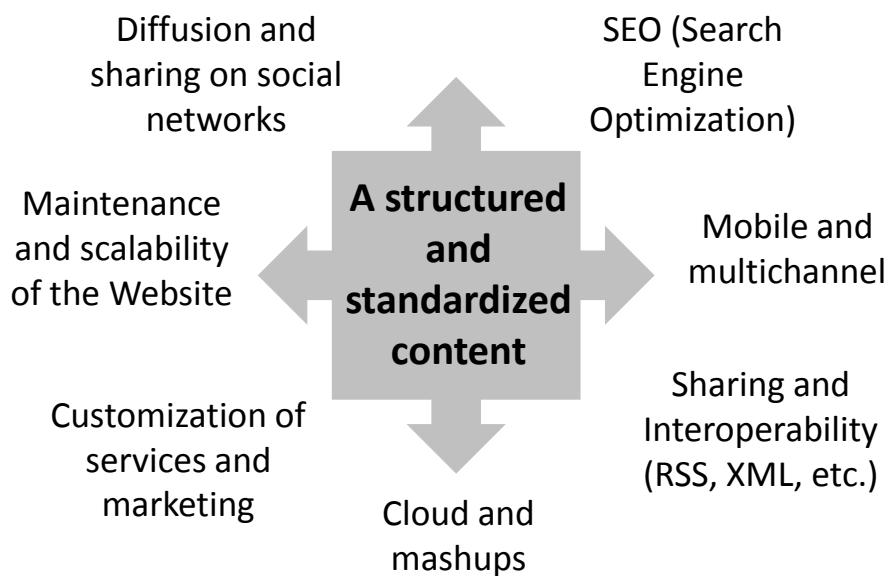 Diffusion and
sharing on social
networks
SEO (Search
Engine
Optimization)
Maintenance
and scalability
of the Website
A structured
and
standardized
content
Mobile and
multichannel
Customization of
services and
marketing
Sharing and
Interoperability
(RSS, XML, etc.)
Cloud and
mashups